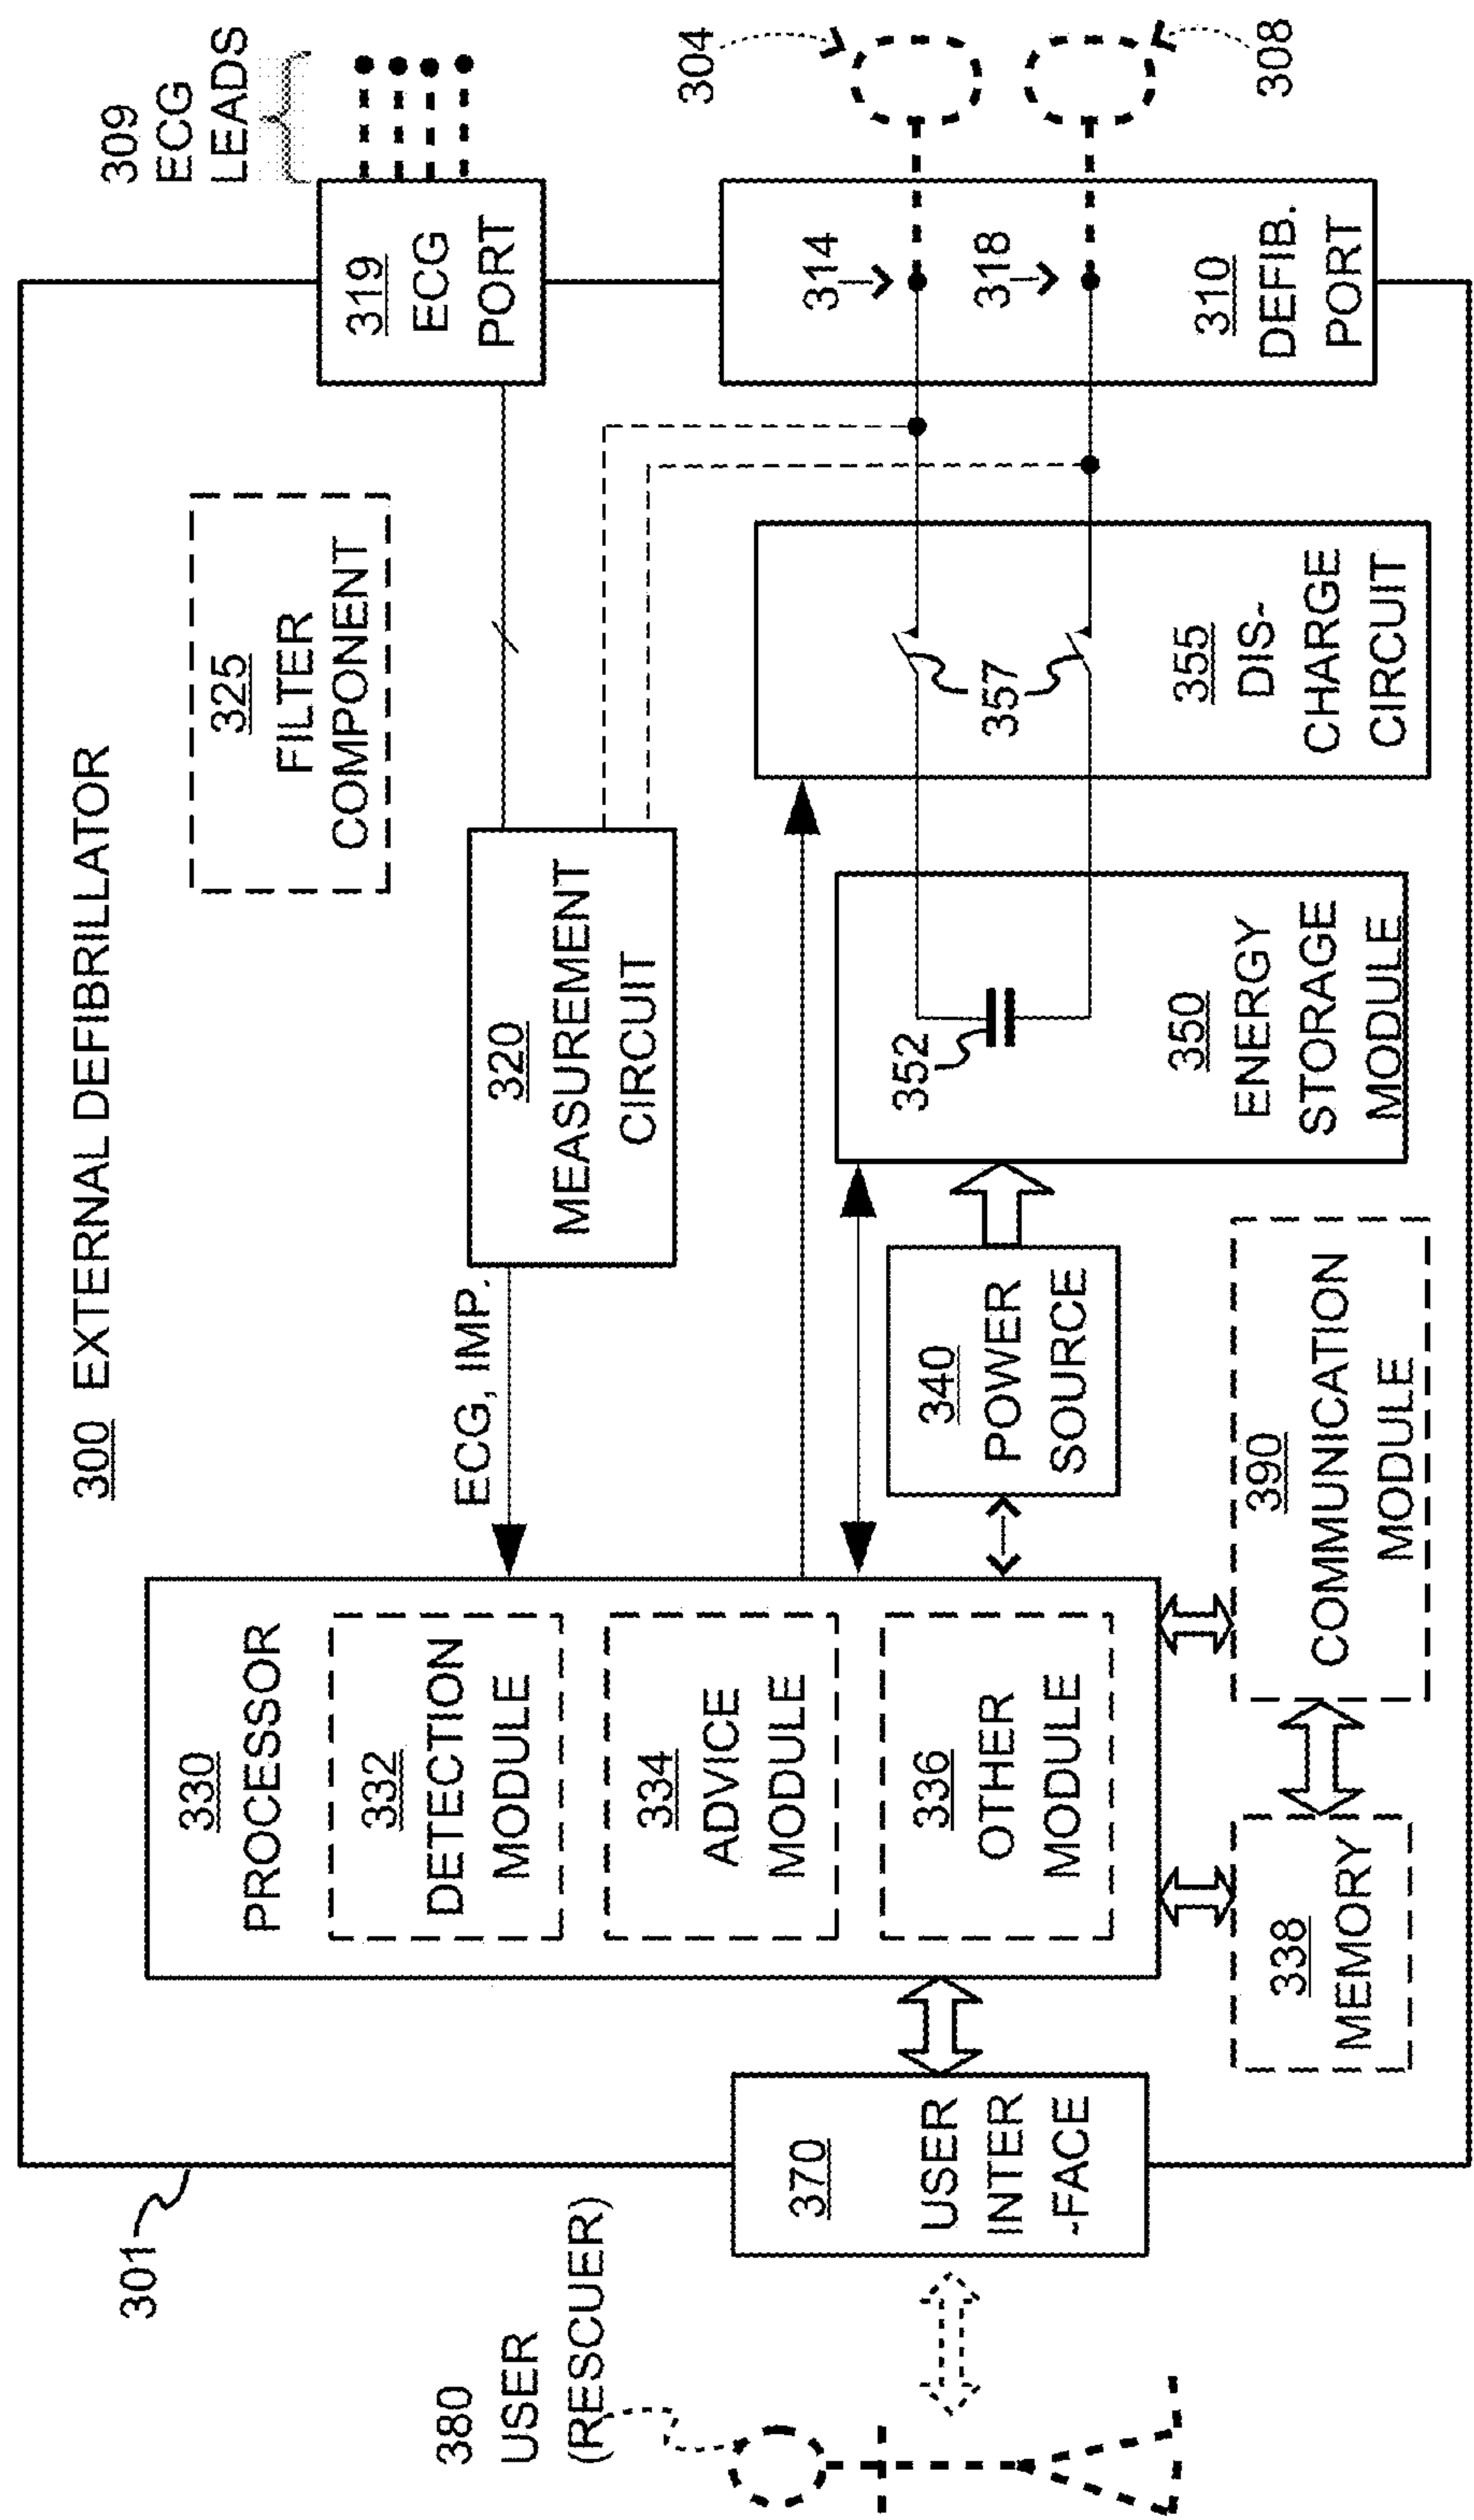 300 EXTERNAL DEFIBRILLATOR
301
309
ECG
LEADS
319
ECG
PORT
325
FILTER
COMPONENT
320
MEASUREMENT
CIRCUIT
ECG, IMP.
330
PROCESSOR
332
DETECTION
MODULE
334
ADVICE
MODULE
336
OTHER
MODULE
380
USER
(RESCUER)
370
USER
INTER
-FACE
304
314
318
308
310
DEFIB.
PORT
357
355
DIS-
CHARGE
CIRCUIT
352
350
ENERGY
STORAGE
MODULE
340
POWER
SOURCE
338
MEMORY
390
COMMUNICATION
MODULE